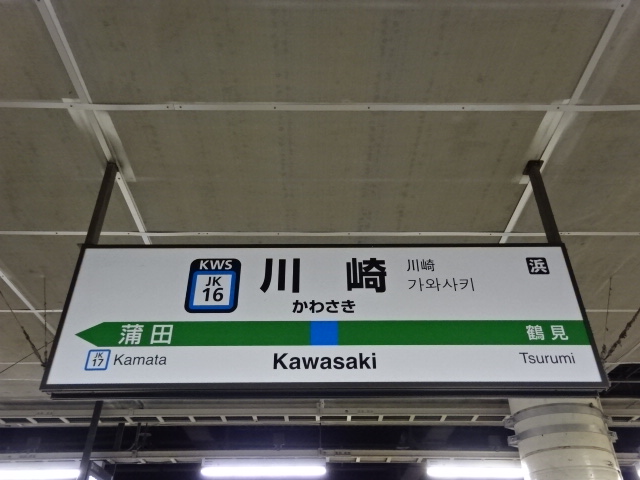 KWS
JK
16
川崎
かわさき
川崎
가와사키
浜
蒲田
鶴見
JK
17
Kamata
Kawasaki
Tsurumi